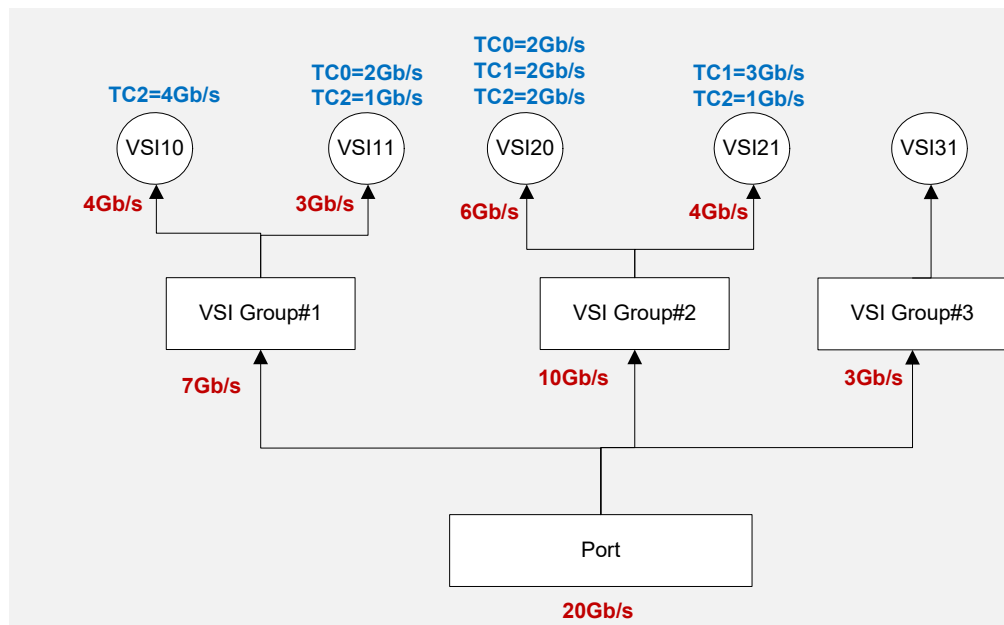 TC2=4Gb/s
TC0=2Gb/s
TC2=1Gb/s
TC0=2Gb/s
TC1=2Gb/s
TC2=2Gb/s
TC1=3Gb/s
TC2=1Gb/s
VSI10
VSI11
VSI20
VSI21
VSI31
4Gb/s
3Gb/s
6Gb/s
4Gb/s
VSI Group#1
VSI Group#2
VSI Group#3
7Gb/s
10Gb/s
3Gb/s
Port
20Gb/s